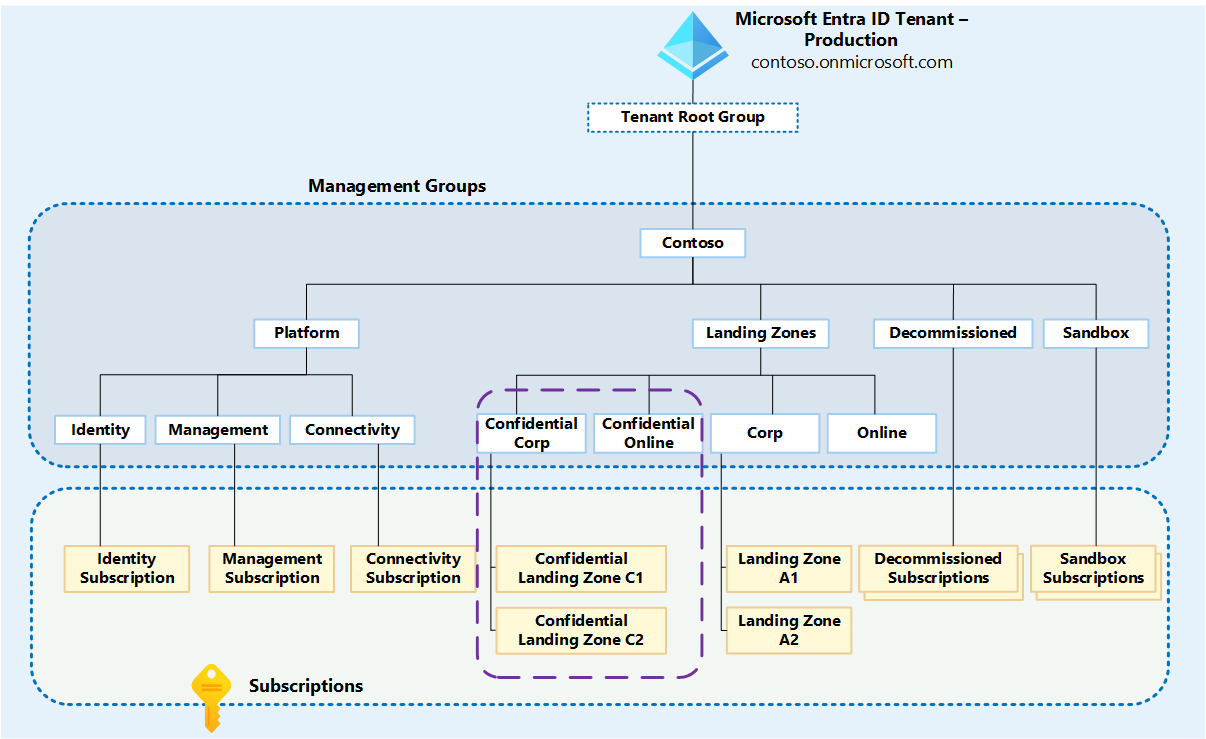 Microsoft Entra ID Tenant –
Production
contoso.onmicrosoft.com
Tenant Root Group
Management Groups
Contoso
Platform
Landing Zones
Decommissioned
Sandbox
Identity
Management
Connectivity
Confidential
Corp
Confidential
Online
Corp
Online
Identity
Subscription
Management
Subscription
Connectivity
Subscription
Confidential
Landing Zone C1
Landing Zone
A1
Decommissioned
Subscriptions
Sandbox
Subscriptions
Confidential
Landing Zone C2
Landing Zone
A2
Subscriptions